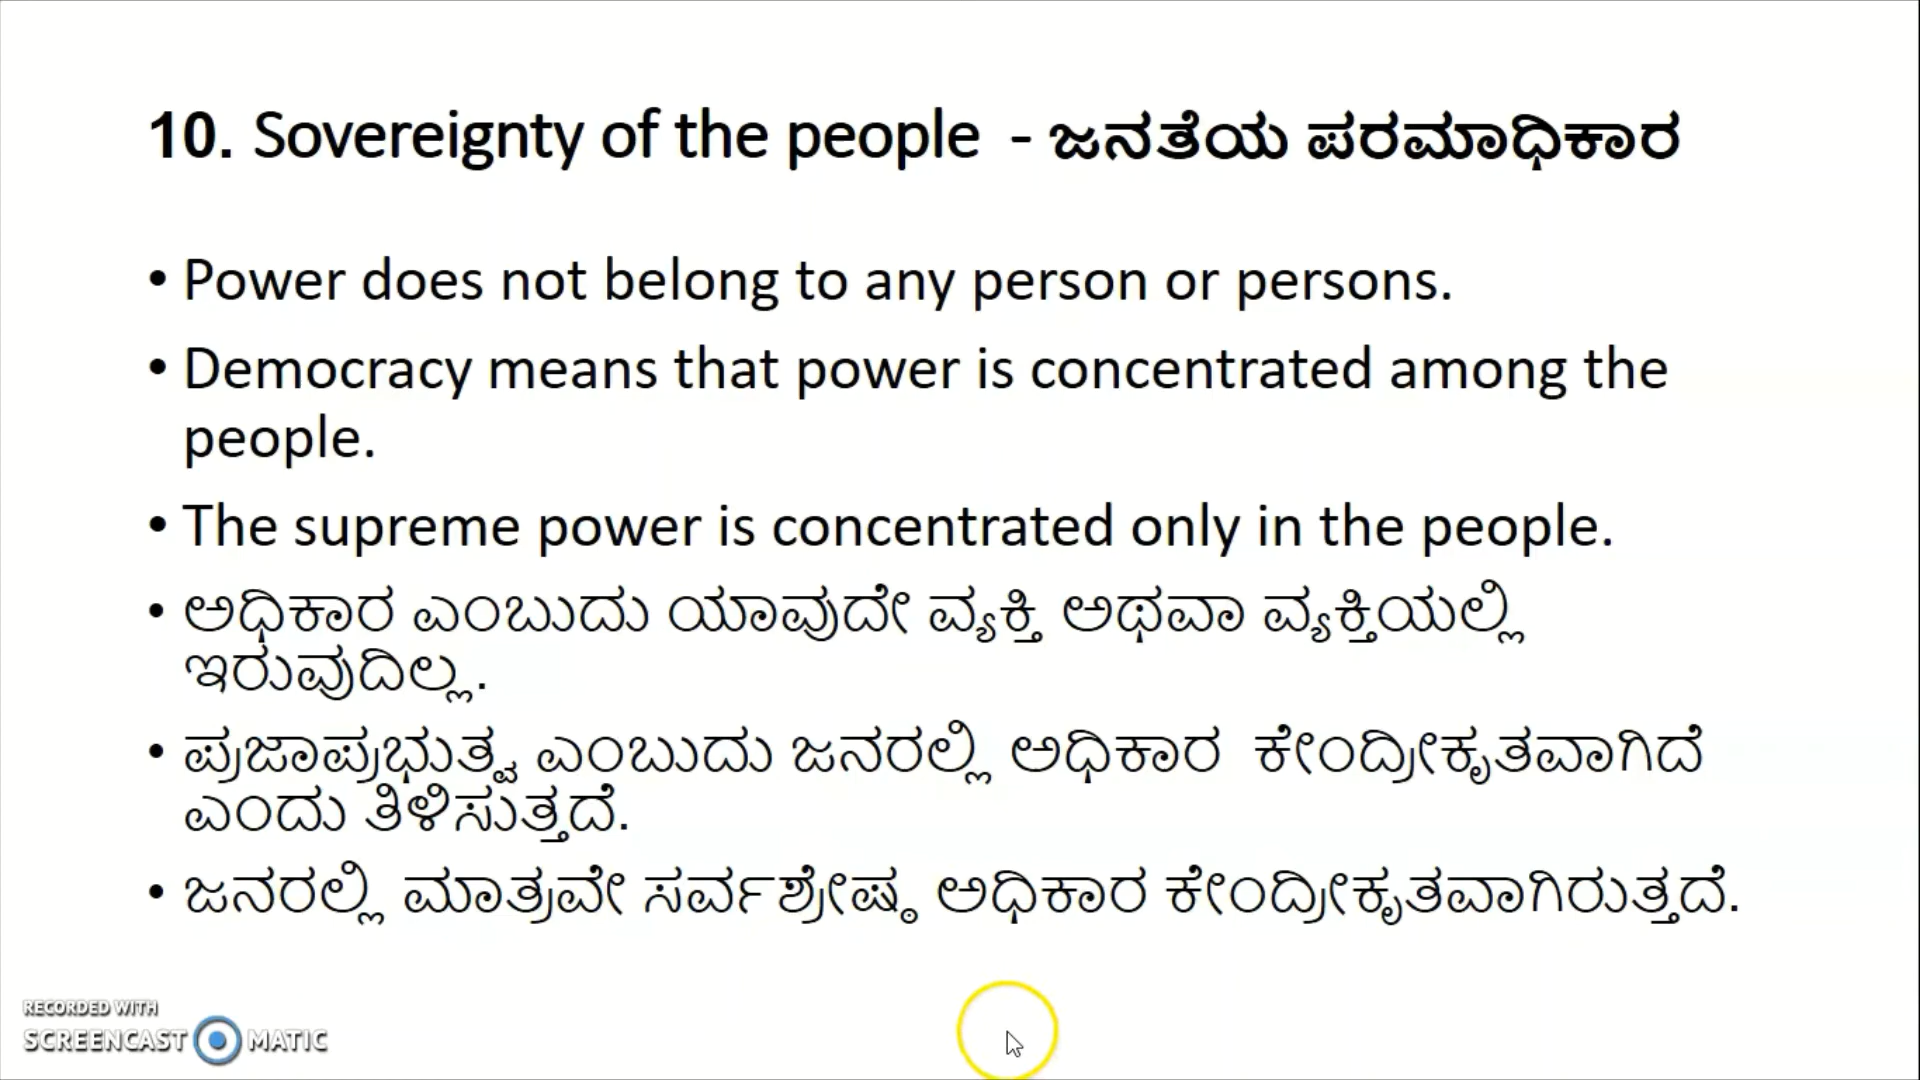 10. Sovereignty of the people - ಜನತೆಯ ಪರಮಾಧಿಕಾರ
• Power does not belong to any person or persons.
• Democracy means that power is concentrated among the
people.
• The supreme power is concentrated only in the people.
• ಅಧಿಕಾರ ಎಂಬುದು ಯಾವುದೇ ವ್ಯಕ್ತಿ ಅಥವಾ ವ್ಯಕ್ತಿಯಲ್ಲಿ
ಇರುವುದಿಲ್ಲ.
• ಪ್ರಜಾಪ್ರಭುತ್ವ ಎಂಬುದು ಜನರಲ್ಲಿ ಅಧಿಕಾರ ಕೇಂದ್ರೀಕೃತವಾಗಿದೆ
ಎಂದು ತಿಳಿಸುತ್ತದೆ.
• ಜನರಲ್ಲಿ ಮಾತ್ರವೇ ಸರ್ವಶ್ರೇಷ್ಠ ಅಧಿಕಾರ ಕೇಂದ್ರೀಕೃತವಾಗಿರುತ್ತದೆ.
RECORDED WITH
SCREENCAST MATIC